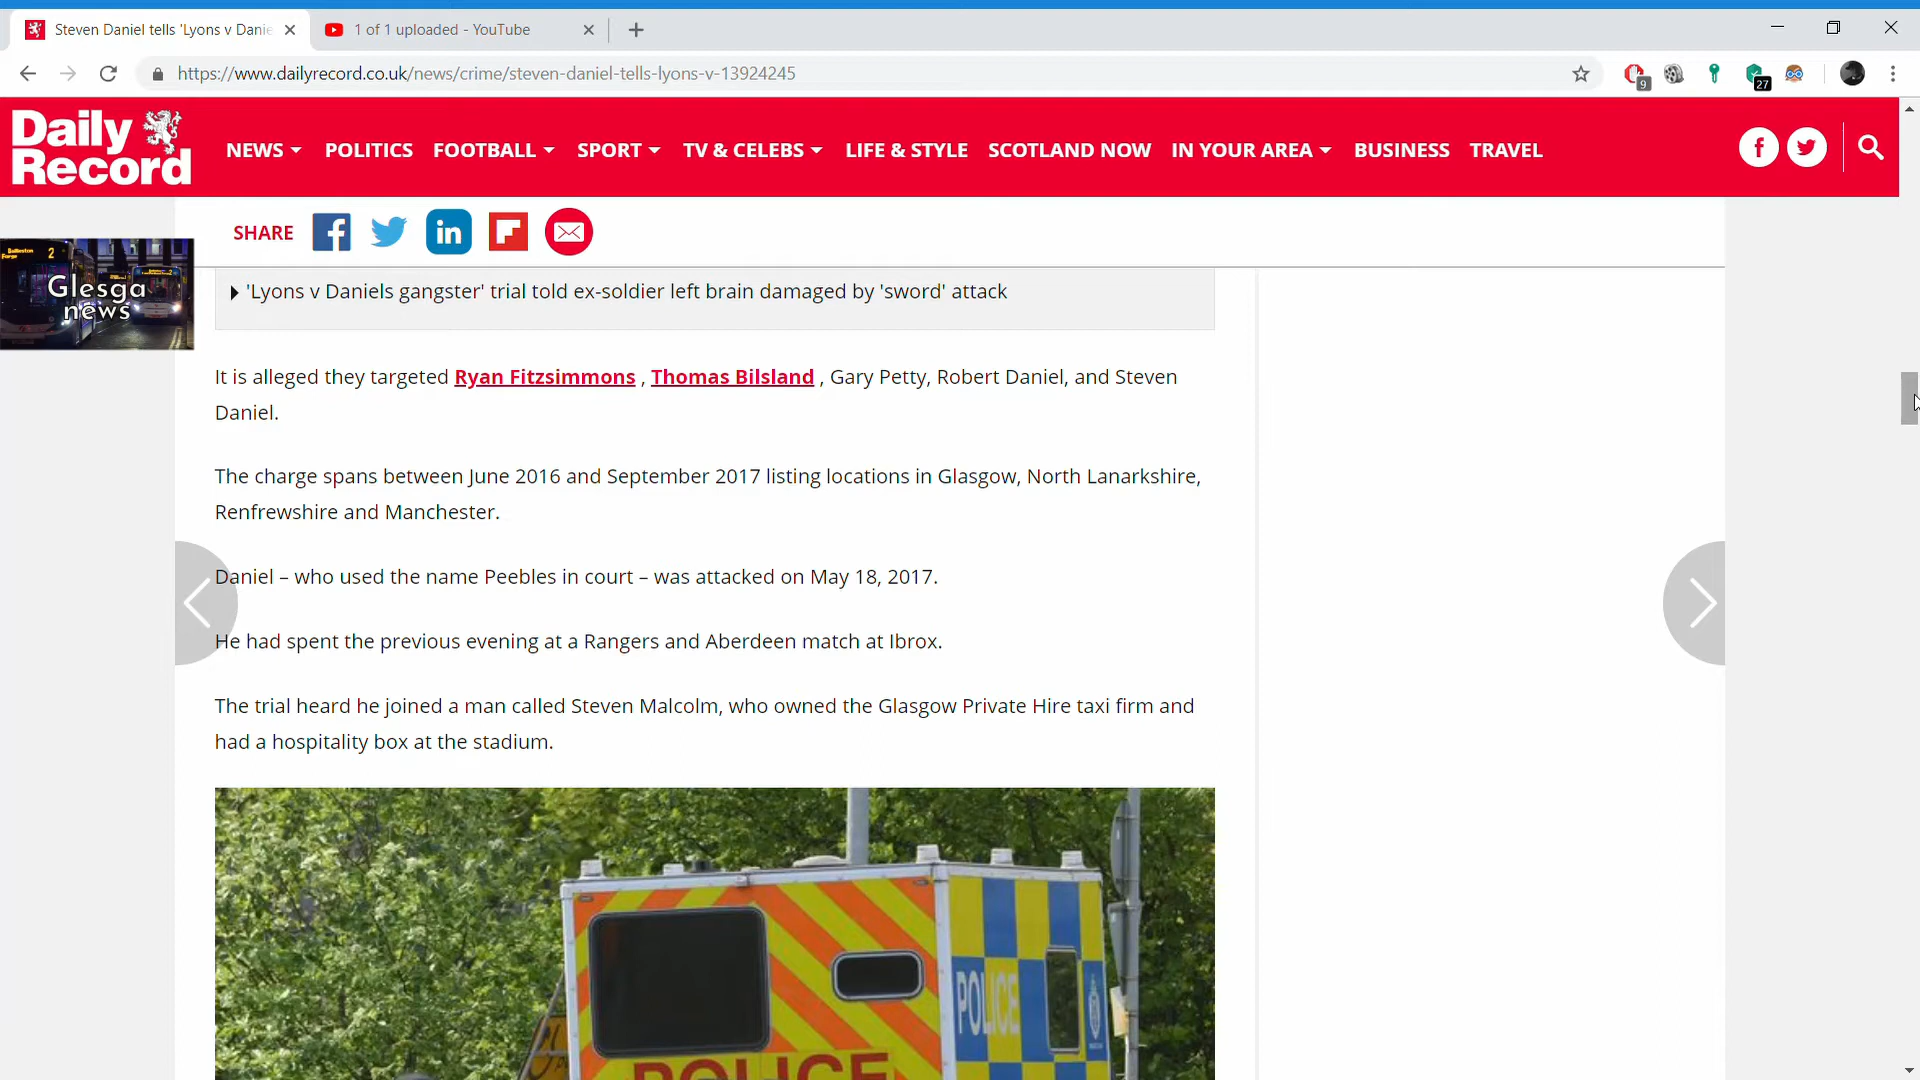 Steven Daniel tells 'Lyons v Danie
1 of 1 uploaded - YouTube
https://www.dailyrecord.co.uk/news/crime/steven-daniel-tells-lyons-v-13924245
9
27
Daily
Record
NEWS
POLITICS
FOOTBALL
SPORT
TV & CELEBS
LIFE & STYLE
SCOTLAND NOW
IN YOUR AREA
BUSINESS
TRAVEL
SHARE
2
Glesga
news
'Lyons v Daniels gangster' trial told ex-soldier left brain damaged by 'sword' attack
It is alleged they targeted Ryan Fitzsimmons , Thomas Bilsland , Gary Petty, Robert Daniel, and Steven
Daniel.
The charge spans between June 2016 and September 2017 listing locations in Glasgow, North Lanarkshire,
Renfrewshire and Manchester.
Daniel – who used the name Peebles in court – was attacked on May 18, 2017.
He had spent the previous evening at a Rangers and Aberdeen match at Ibrox.
The trial heard he joined a man called Steven Malcolm, who owned the Glasgow Private Hire taxi firm and
had a hospitality box at the stadium.
POLICE
POLICE